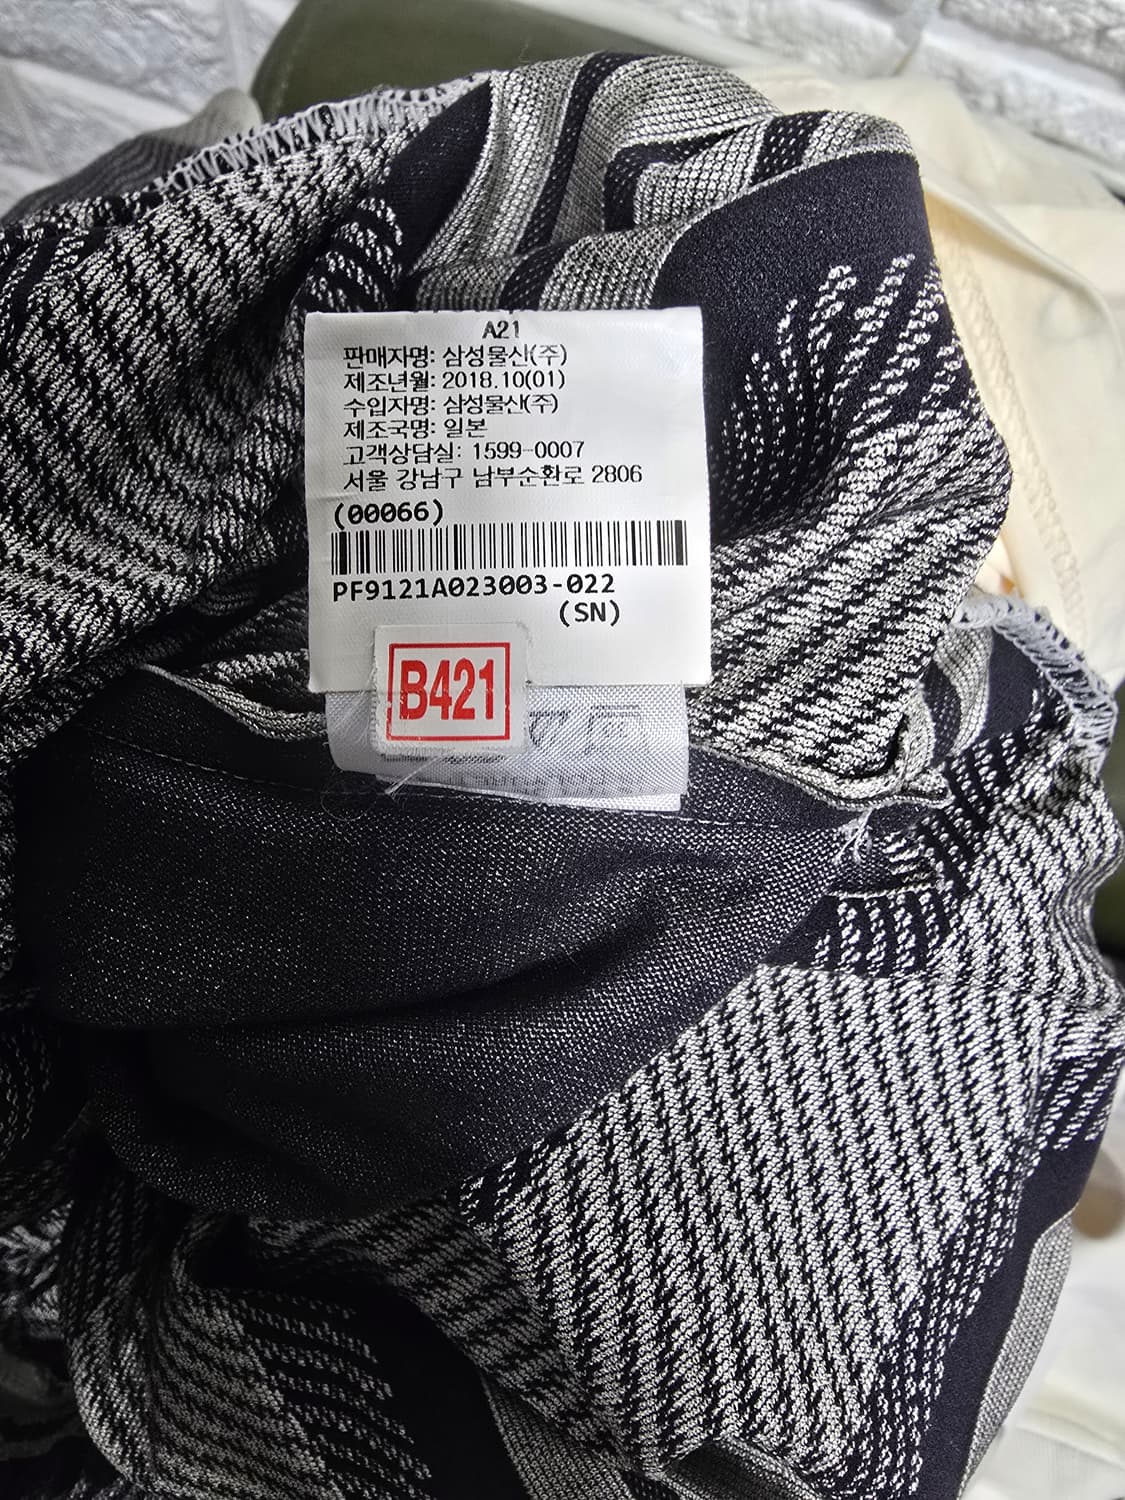 A21
판매자명: 삼성물산(주)
제조년월: 2018.10(01)
수입자명: 삼성물산(주)
제조국명: 일본
고객상담실: 1599-0007
서울 강남구 남부순환로 2806
(00066)
PF9121A023003-022
(SN)
B421